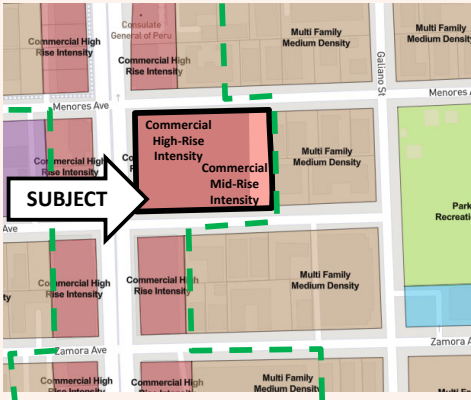 Consulate
General of Peru
Commercial High
Rise Intensity
Commercial High
Rise Intensity
Multi Family
Medium Density
Multi Family
Medium Density
Galiano St
Menores Ave
Menores A
Commercial
High-Rise
Intensity
Commercial
Mid-Rise
Intensity
Commercial High
Rise Intensity
Multi Family
Medium Density
SUBJECT
Park
Recreati
Ave
Commercial High
Rise Intensity
Commercial High
Rise Intensity
Multi Family
Medium Density
ty
Zamora Ave
Zamora A
Commercial High
Commercial High
Multi Family
Medium Density